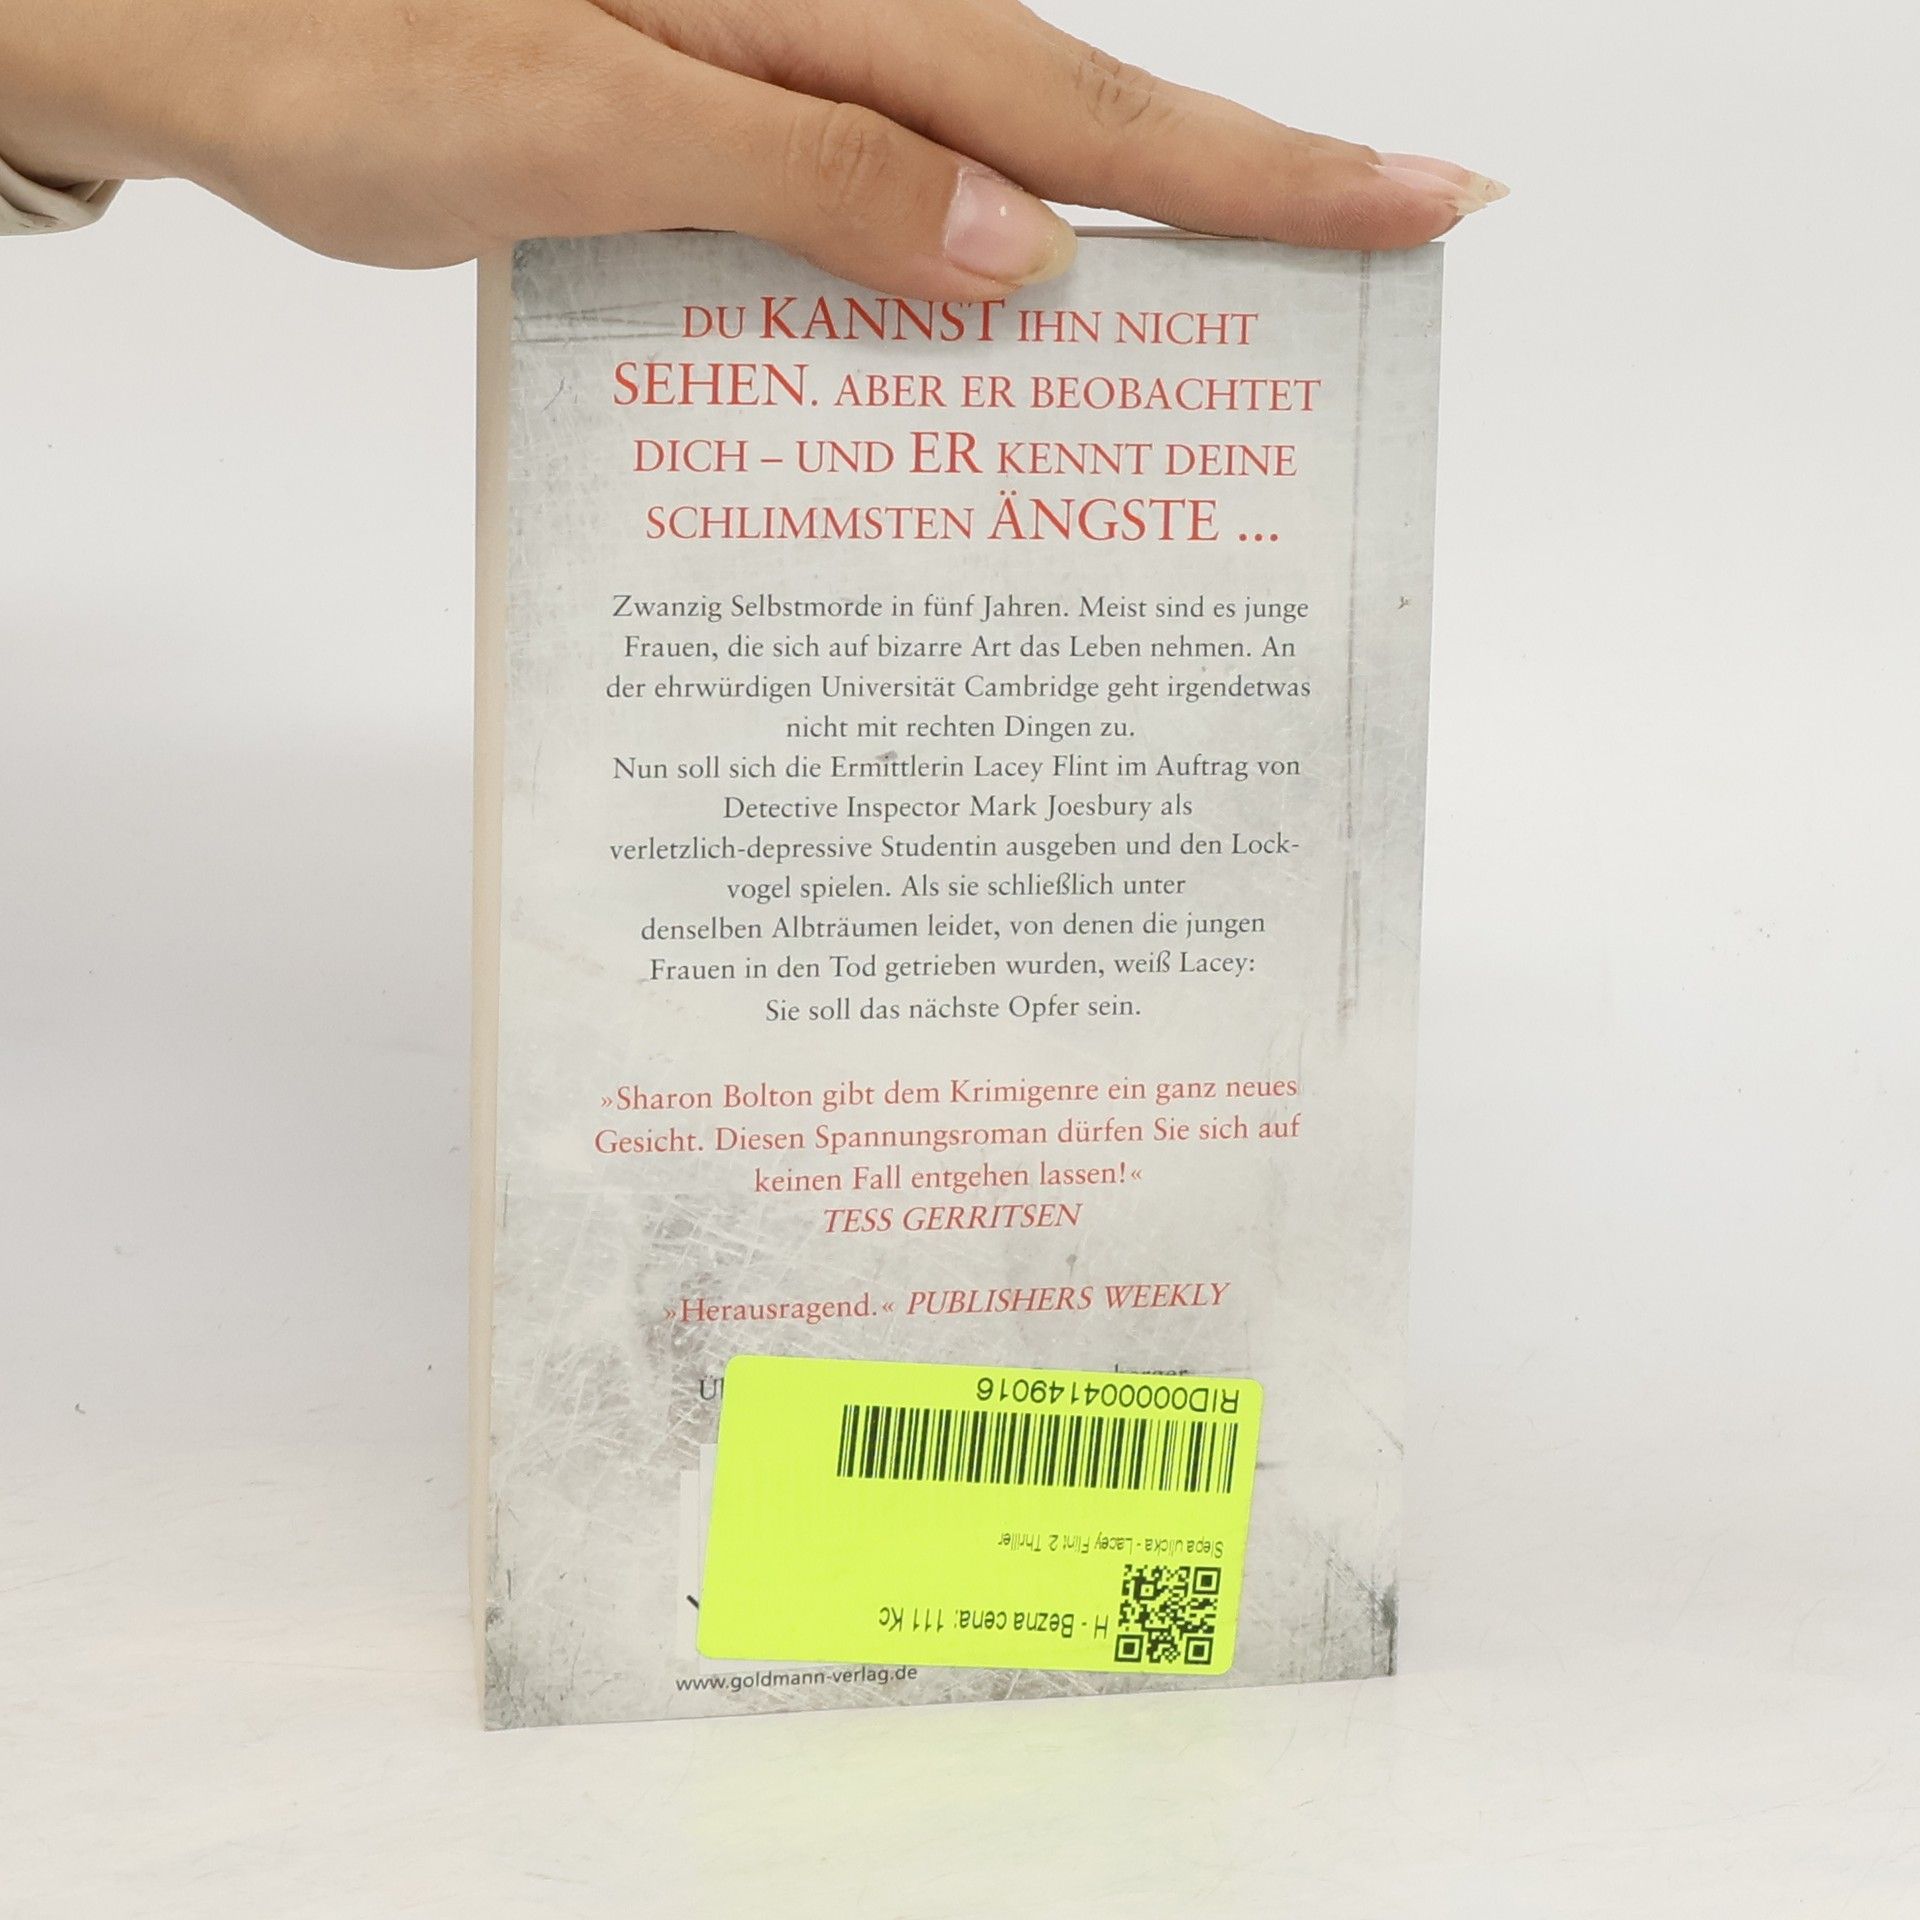 DU KANNST IHN NICHT
SEHEN. ABER ER BEOBACHTET
DICH – UND ER KENNT DEINE
SCHLIMMSTEN ÄNGSTE ...
Zwanzig Selbstmorde in fünf Jahren. Meist sind es junge
Frauen, die sich auf bizarre Art das Leben nehmen. An
der ehrwürdigen Universität Cambridge geht irgendetwas
nicht mit rechten Dingen zu.
Nun soll sich die Ermittlerin Lacey Flint im Auftrag von
Detective Inspector Mark Joesbury als
verletzlich-depressive Studentin ausgeben und den Lock-
vogel spielen. Als sie schließlich unter
denselben Albträumen leidet, von denen die jungen
Frauen in den Tod getrieben wurden, weiß Lacey:
Sie soll das nächste Opfer sein.
»Sharon Bolton gibt dem Krimigenre ein ganz neues
Gesicht. Diesen Spannungsroman dürfen Sie sich auf
keinen Fall entgehen lassen!«
TESS GERRITSEN
»Herausragend.« PUBLISHERS WEEKLY
RID00004149016
Slepa ulicka - Lacey Flint 2 Thriller
H - Bezna cena: 111 Kc
www.goldmann-verlag.de